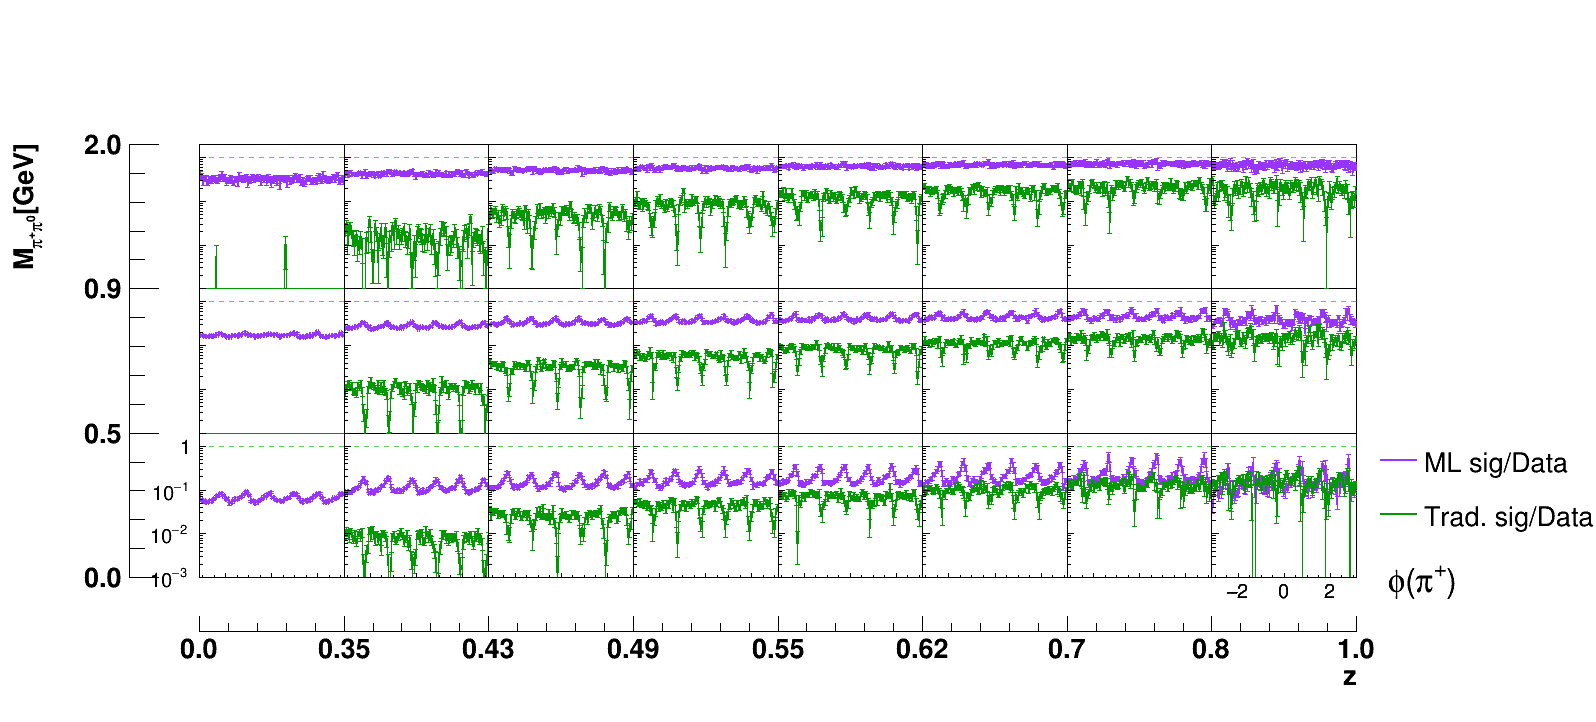 M_{π⁺π⁰}[GeV]
2.0
0.9
0.5
0.0
1
10⁻¹
10⁻²
10⁻³
ML sig/Data
Trad. sig/Data
−2 0 2
ϕ(π⁺)
0.0 0.35 0.43 0.49 0.55 0.62 0.7 0.8 1.0
z